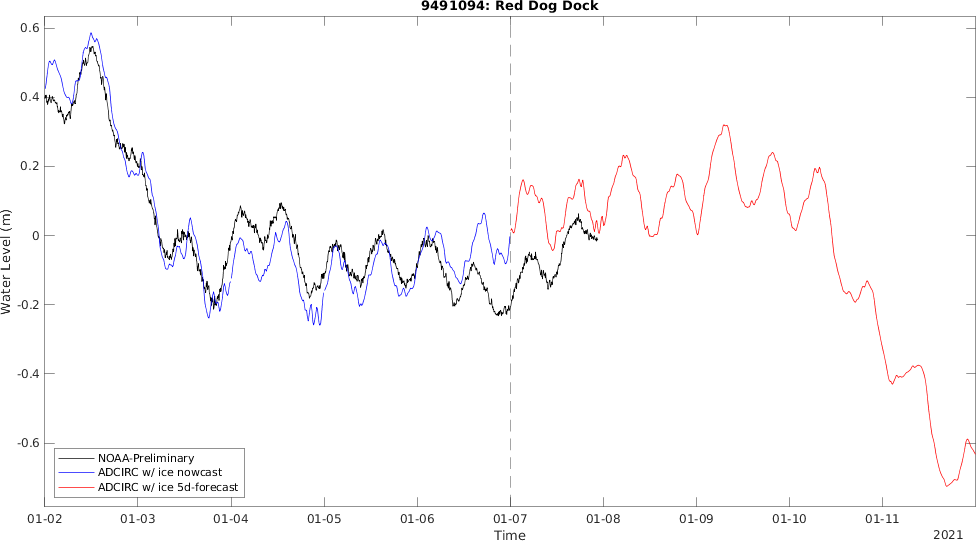 9491094: Red Dog Dock
0.6
0.4
0.2
0
-0.2
-0.4
-0.6
Water Level (m)
NOAA-Preliminary
ADCIRC w/ ice nowcast
ADCIRC w/ ice 5d-forecast
01-02 01-03 01-04 01-05 01-06 01-07 01-08 01-09 01-10 01-11
Time
2021